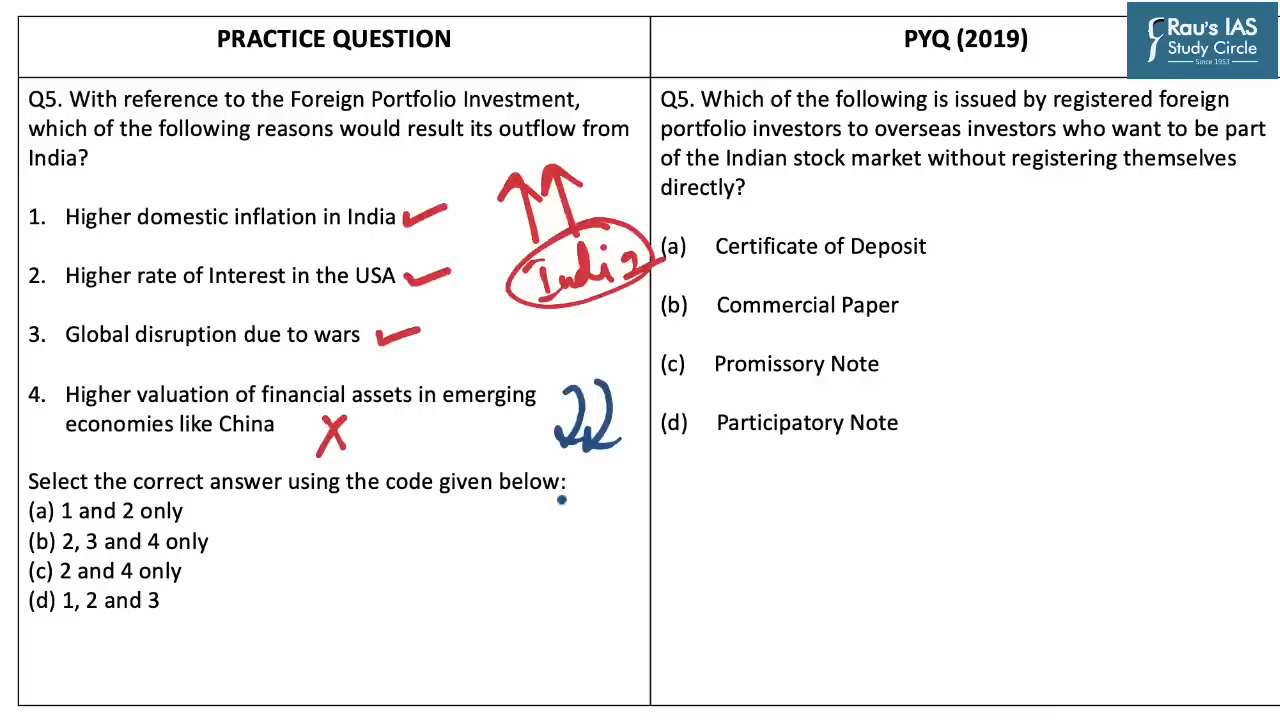 PRACTICE QUESTION
PYQ (2019)
Rau's IAS
Study Circle
Since 1953
Q5. With reference to the Foreign Portfolio Investment,
which of the following reasons would result its outflow from
India?
1. Higher domestic inflation in India
2. Higher rate of Interest in the USA
3. Global disruption due to wars
4. Higher valuation of financial assets in emerging
economies like China
India
Select the correct answer using the code given below:
(a) 1 and 2 only
(b) 2, 3 and 4 only
(c) 2 and 4 only
(d) 1, 2 and 3
Q5. Which of the following is issued by registered foreign
portfolio investors to overseas investors who want to be part
of the Indian stock market without registering themselves
directly?
(a) Certificate of Deposit
(b) Commercial Paper
(c) Promissory Note
(d) Participatory Note